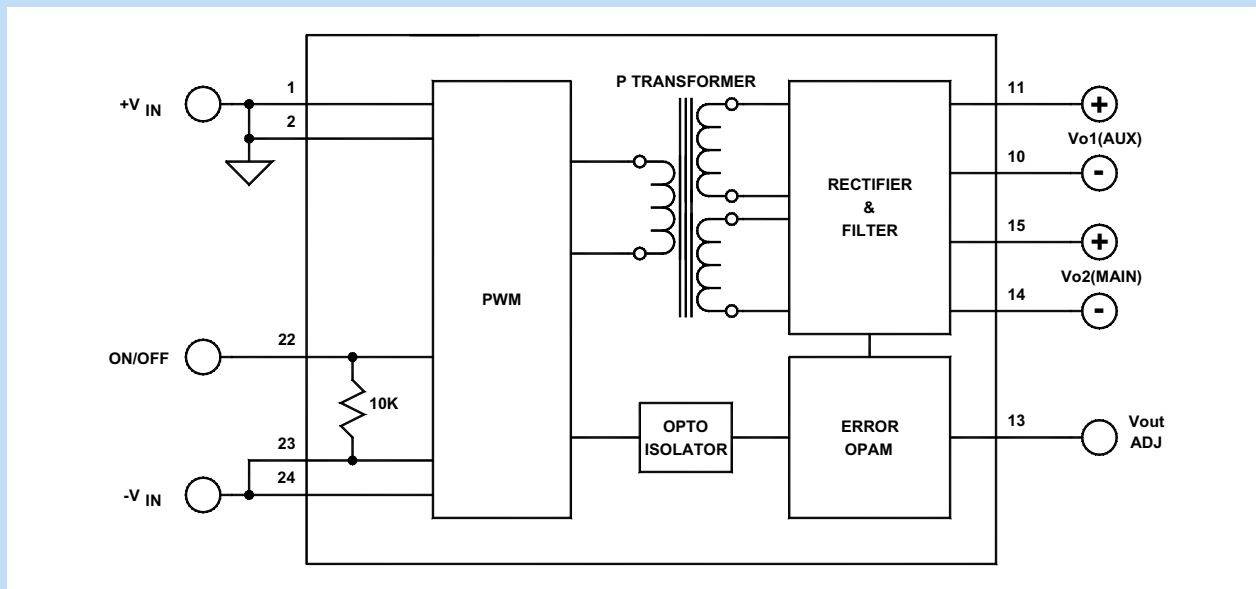 P TRANSFORMER
+V IN
1
2
ON/OFF
22
10K
23
24
-V IN
PWM
OPTO
ISOLATOR
RECTIFIER
&
FILTER
ERROR
OPAM
11
+
Vo1(AUX)
10
-
15
+
Vo2(MAIN)
14
-
13
Vout
ADJ